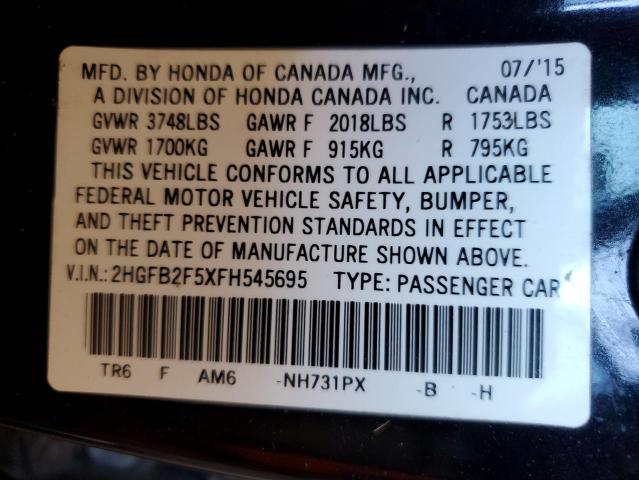 MFD. BY HONDA OF CANADA MFG., 07/'15
A DIVISION OF HONDA CANADA INC. CANADA
GVWR 3748LBS GAWR F 2018LBS R 1753LBS
GVWR 1700KG GAWR F 915KG R 795KG
THIS VEHICLE CONFORMS TO ALL APPLICABLE
FEDERAL MOTOR VEHICLE SAFETY, BUMPER,
AND THEFT PREVENTION STANDARDS IN EFFECT
ON THE DATE OF MANUFACTURE SHOWN ABOVE.
V.I.N.: 2HGFB2F5XFH545695 TYPE: PASSENGER CAR
TR6 F AM6 -NH731PX -B -H